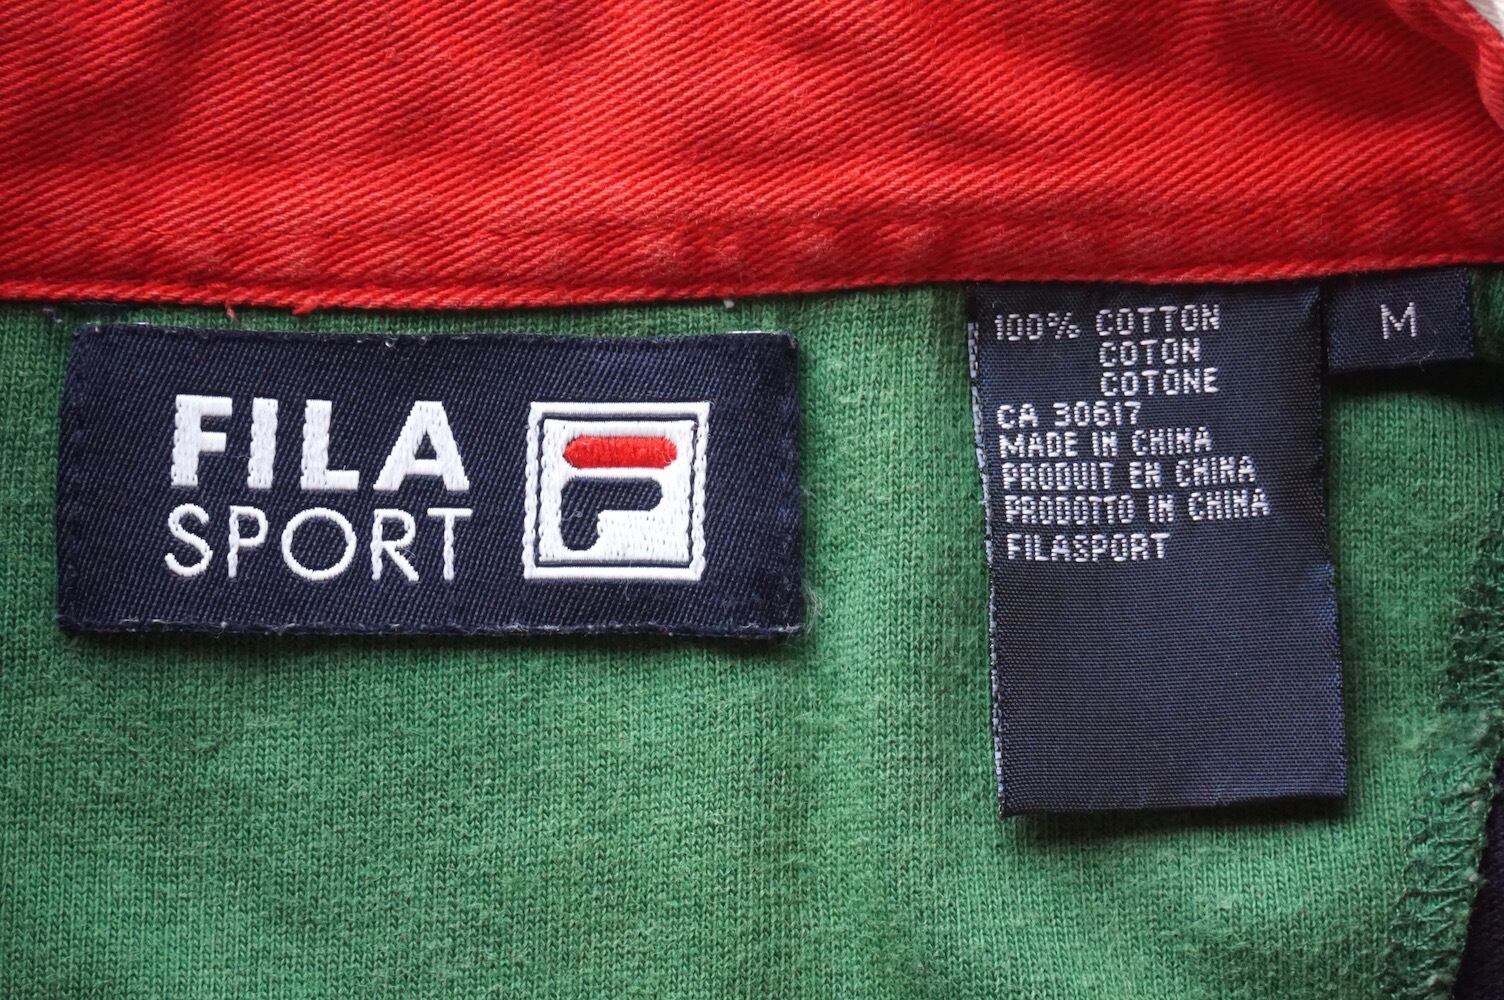 FILA
SPORT
100% COTTON
COTON
COTONE
CA 30617
MADE IN CHINA
PRODUIT EN CHINA
PRODOTTO IN CHINA
FILASPORT
M